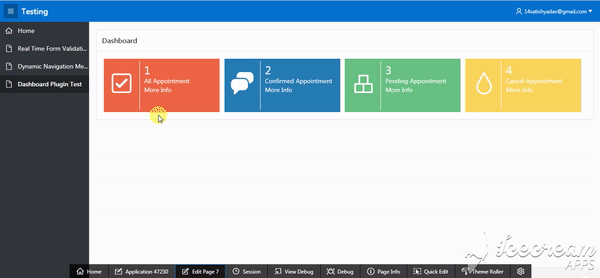 Testing
14satishyadav@gmail.com
Home
Real Time Form Validati...
Dynamic Navigation Me...
Dashboard Plugin Test
Dashboard
1
All Appointment
More Info
2
Confirmed Appointment
More Info
3
Pending Appointment
More Info
4
Cancel Appointment
More Info
Home
Application 47230
Edit Page 7
Session
View Debug
Debug
Page Info
Quick Edit
Theme Roller
Icecream
APPS